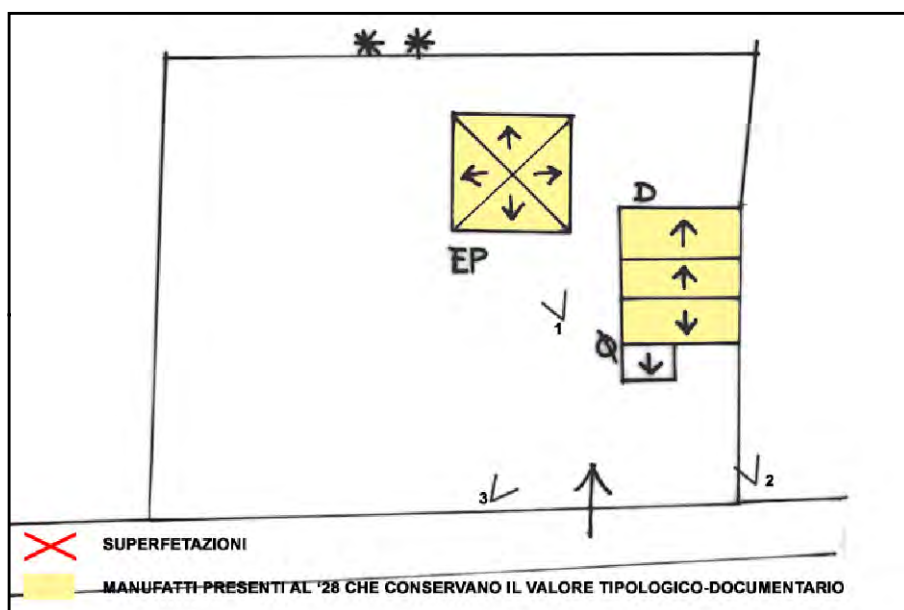 D
EP
1
Q
3
2
SUPERFETAZIONI
MANUFATTI PRESENTI AL '28 CHE CONSERVANO IL VALORE TIPOLOGICO-DOCUMENTARIO